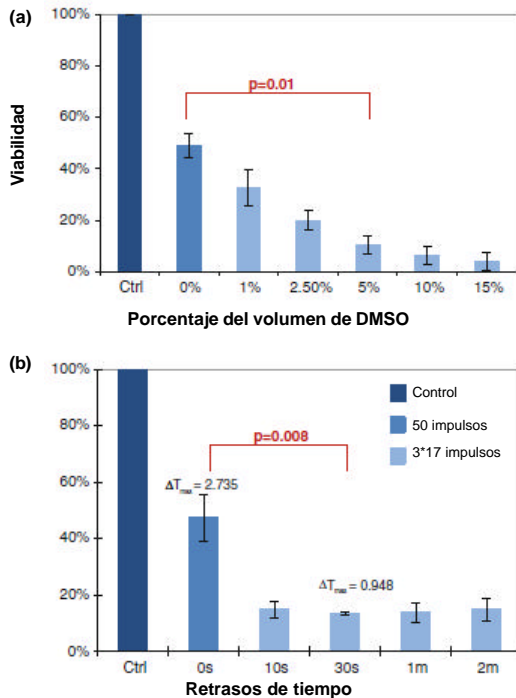 (a)
100%
80%
60%
40%
20%
0%
Viabilidad
p=0.01
Ctrl 0% 1% 2.50% 5% 10% 15%
Porcentaje del volumen de DMSO
(b)
100%
80%
60%
40%
20%
0%
Control
50 impulsos
3*17 impulsos
p=0.008
ΔTmax = 2.735
ΔTmax = 0.948
Ctrl 0s 10s 30s 1m 2m
Retrasos de tiempo